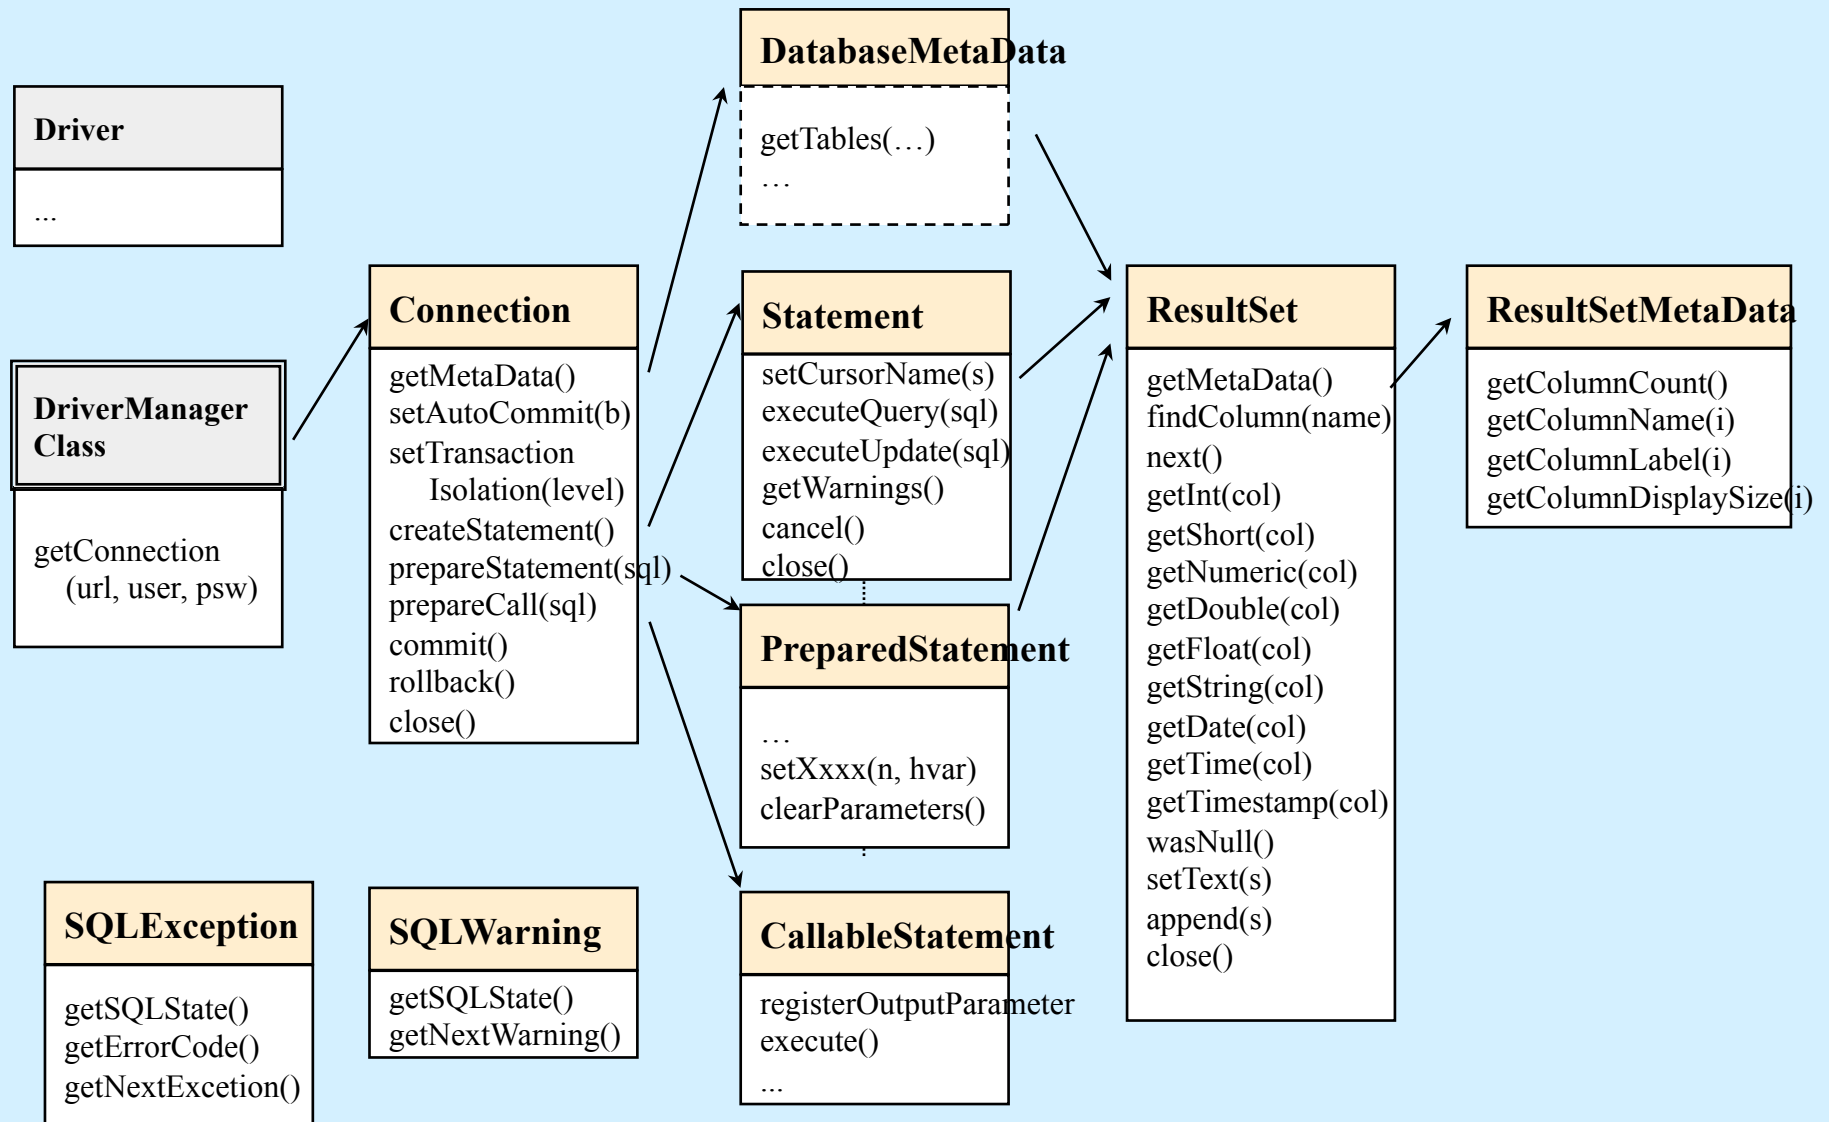 Driver
...
DriverManager
Class
getConnection
(url, user, psw)
Connection
getMetaData()
setAutoCommit(b)
setTransaction
Isolation(level)
createStatement()
prepareStatement(sql)
prepareCall(sql)
commit()
rollback()
close()
DatabaseMetaData
getTables(…)
…
Statement
setCursorName(s)
executeQuery(sql)
executeUpdate(sql)
getWarnings()
cancel()
close()
PreparedStatement
…
setXxxx(n, hvar)
clearParameters()
CallableStatement
registerOutputParameter
execute()
...
ResultSet
getMetaData()
findColumn(name)
next()
getInt(col)
getShort(col)
getNumeric(col)
getDouble(col)
getFloat(col)
getString(col)
getDate(col)
getTime(col)
getTimestamp(col)
wasNull()
setText(s)
append(s)
close()
ResultSetMetaData
getColumnCount()
getColumnName(i)
getColumnLabel(i)
getColumnDisplaySize(i)
SQLException
getSQLState()
getErrorCode()
getNextExcetion()
SQLWarning
getSQLState()
getNextWarning()